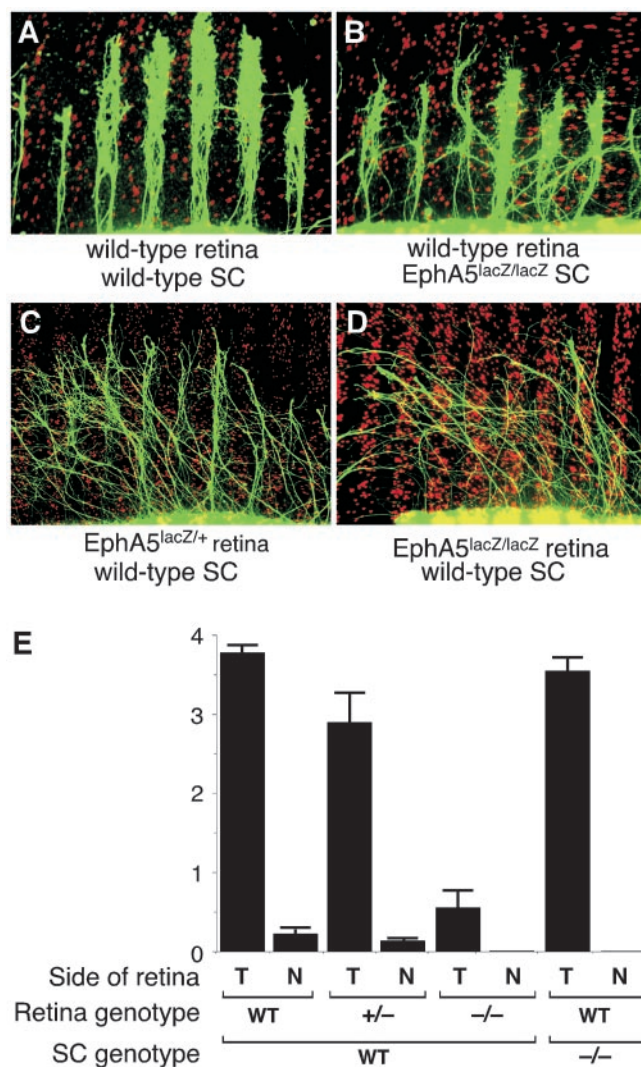 A
B
wild-type retina
wild-type SC
wild-type retina
EphA5lacZ/lacZ SC
C
D
EphA5lacZ/+ retina
wild-type SC
EphA5lacZ/lacZ retina
wild-type SC
E
4
3
2
1
0
Side of retina T N T N T N T N
Retina genotype WT +/− −/− WT
SC genotype WT −/−